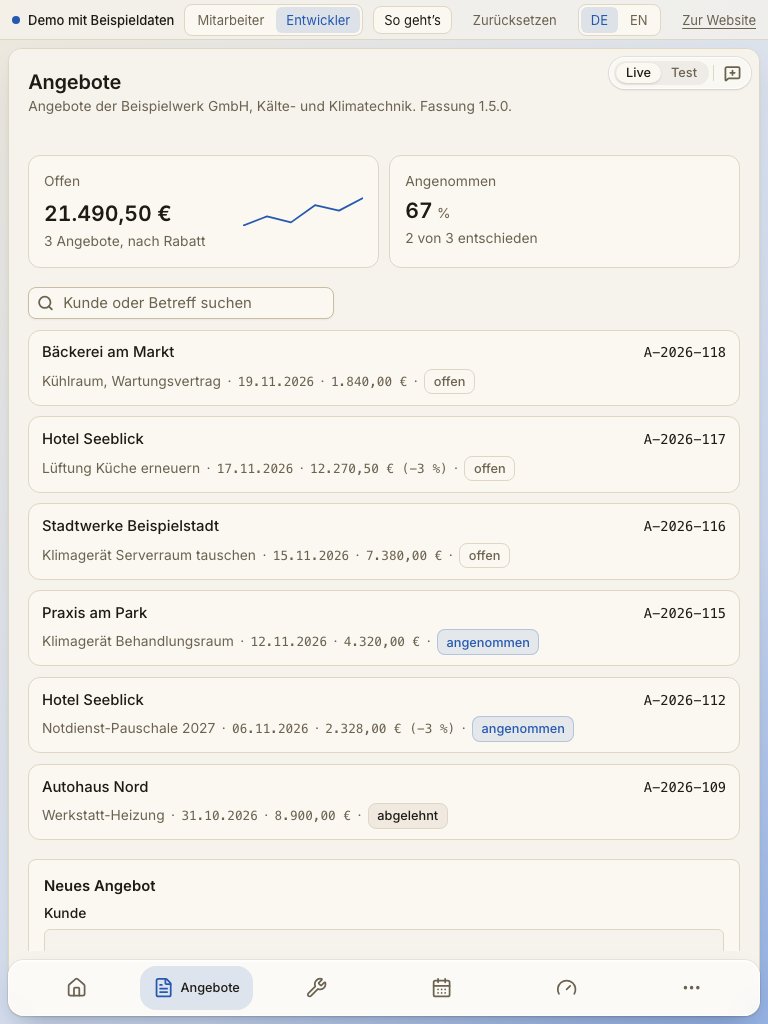 Demo mit Beispieldaten Mitarbeiter Entwickler So geht's Zurücksetzen DE EN Zur Website
Angebote
Live Test
Angebote der Beispielwerk GmbH, Kälte- und Klimatechnik. Fassung 1.5.0.
Offen
21.490,50 €
3 Angebote, nach Rabatt
Angenommen
67 %
2 von 3 entschieden
Kunde oder Betreff suchen
Bäckerei am Markt A-2026-118
Kühlraum, Wartungsvertrag · 19.11.2026 · 1.840,00 € · offen
Hotel Seeblick A-2026-117
Lüftung Küche erneuern · 17.11.2026 · 12.270,50 € (−3 %) · offen
Stadtwerke Beispielstadt A-2026-116
Klimagerät Serverraum tauschen · 15.11.2026 · 7.380,00 € · offen
Praxis am Park A-2026-115
Klimagerät Behandlungsraum · 12.11.2026 · 4.320,00 € · angenommen
Hotel Seeblick A-2026-112
Notdienst-Pauschale 2027 · 06.11.2026 · 2.328,00 € (−3 %) · angenommen
Autohaus Nord A-2026-109
Werkstatt-Heizung · 31.10.2026 · 8.900,00 € · abgelehnt
Neues Angebot
Kunde
Angebote